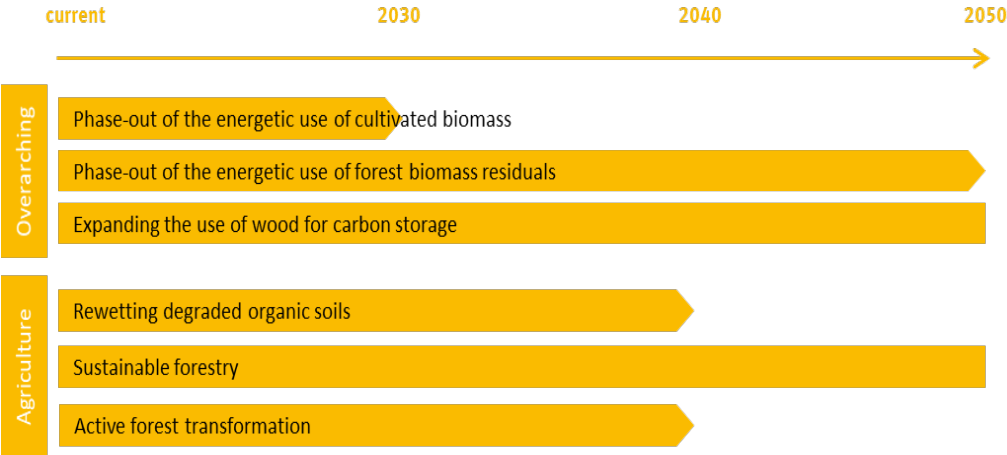 current 2030 2040 2050
Overarching
Phase-out of the energetic use of cultivated biomass
Phase-out of the energetic use of forest biomass residuals
Expanding the use of wood for carbon storage
Agriculture
Rewetting degraded organic soils
Sustainable forestry
Active forest transformation